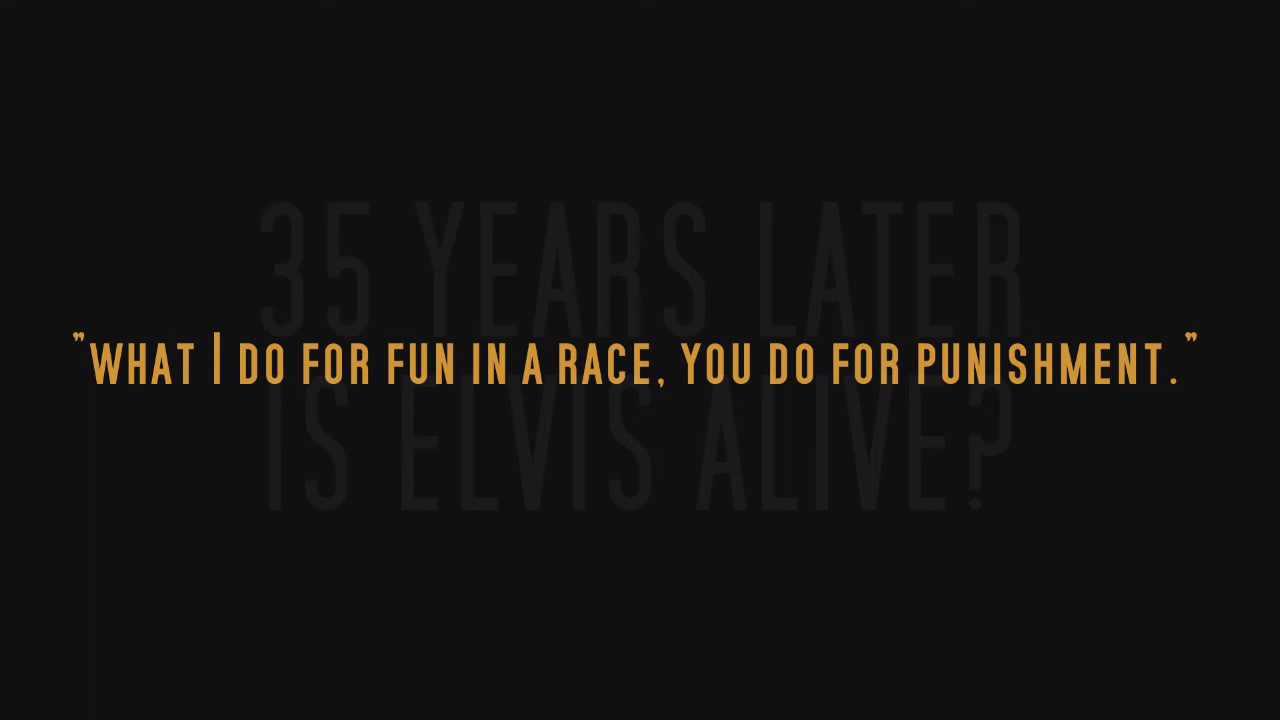 35 YEARS LATER
"WHAT I DO FOR FUN IN A RACE, YOU DO FOR PUNISHMENT."
IS ELVIS ALIVE?